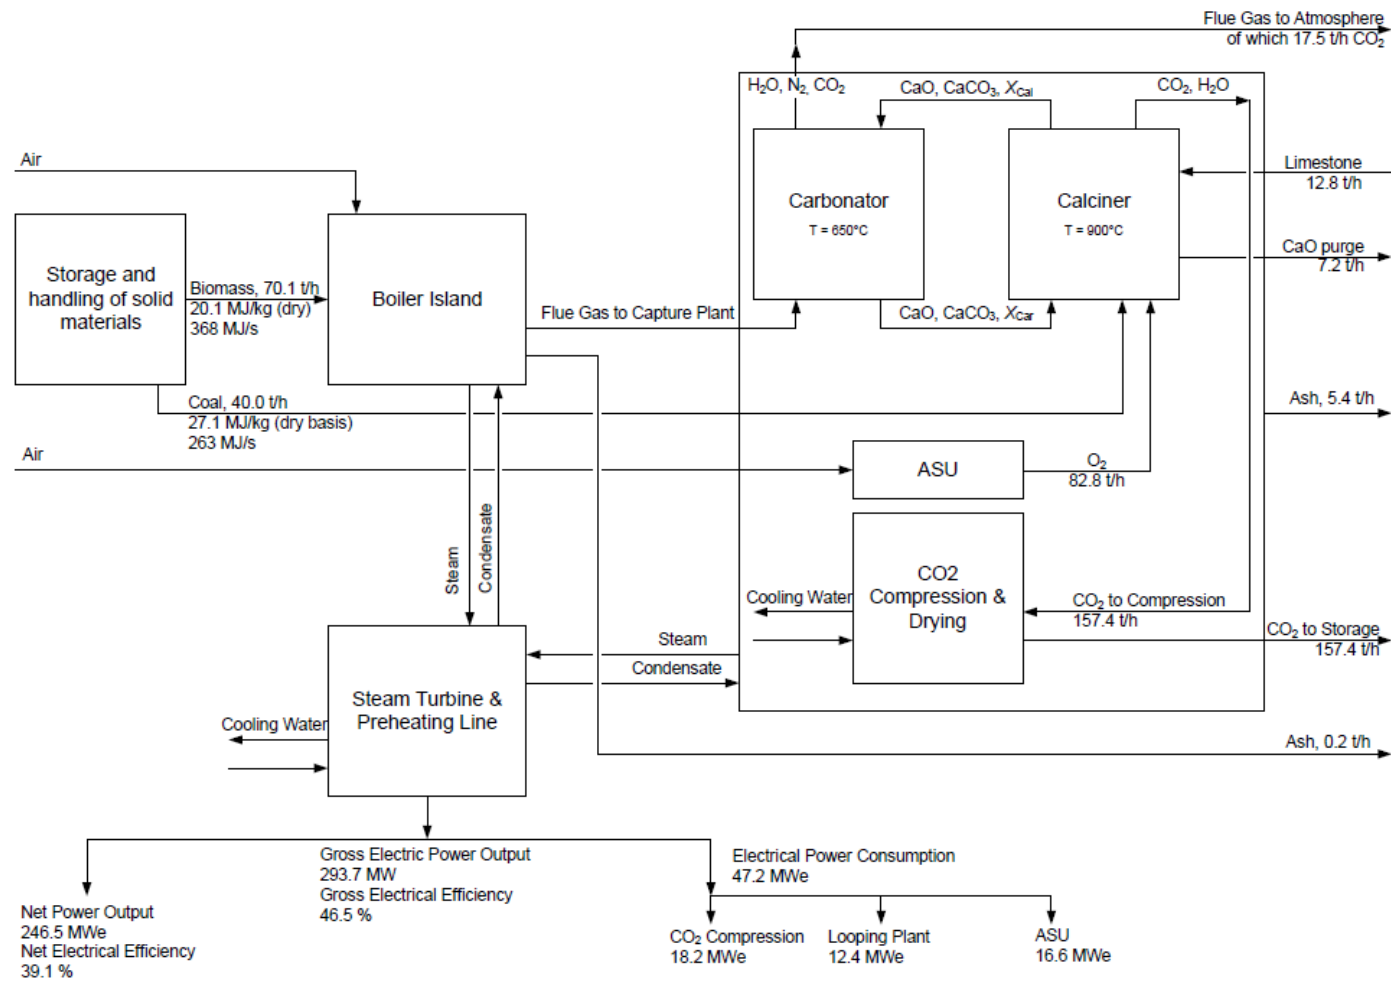 Flue Gas to Atmosphere
of which 17.5 t/h CO₂
H₂O, N₂, CO₂
CaO, CaCO₃, X_Cal
CO₂, H₂O
Air
Limestone
12.8 t/h
Carbonator
T = 650°C
Calciner
T = 900°C
CaO purge
7.2 t/h
Storage and
handling of solid
materials
Biomass, 70.1 t/h
20.1 MJ/kg (dry)
368 MJ/s
Boiler Island
Flue Gas to Capture Plant
CaO, CaCO₃, X_Car
Coal, 40.0 t/h
27.1 MJ/kg (dry basis)
263 MJ/s
Ash, 5.4 t/h
Air
ASU
O₂
82.8 t/h
Steam
Condensate
CO2
Compression &
Drying
Cooling Water
CO₂ to Compression
157.4 t/h
CO₂ to Storage
157.4 t/h
Steam
Condensate
Steam Turbine &
Preheating Line
Cooling Water
Ash, 0.2 t/h
Gross Electric Power Output
293.7 MW
Gross Electrical Efficiency
46.5 %
Electrical Power Consumption
47.2 MWe
Net Power Output
246.5 MWe
Net Electrical Efficiency
39.1 %
CO₂ Compression
18.2 MWe
Looping Plant
12.4 MWe
ASU
16.6 MWe